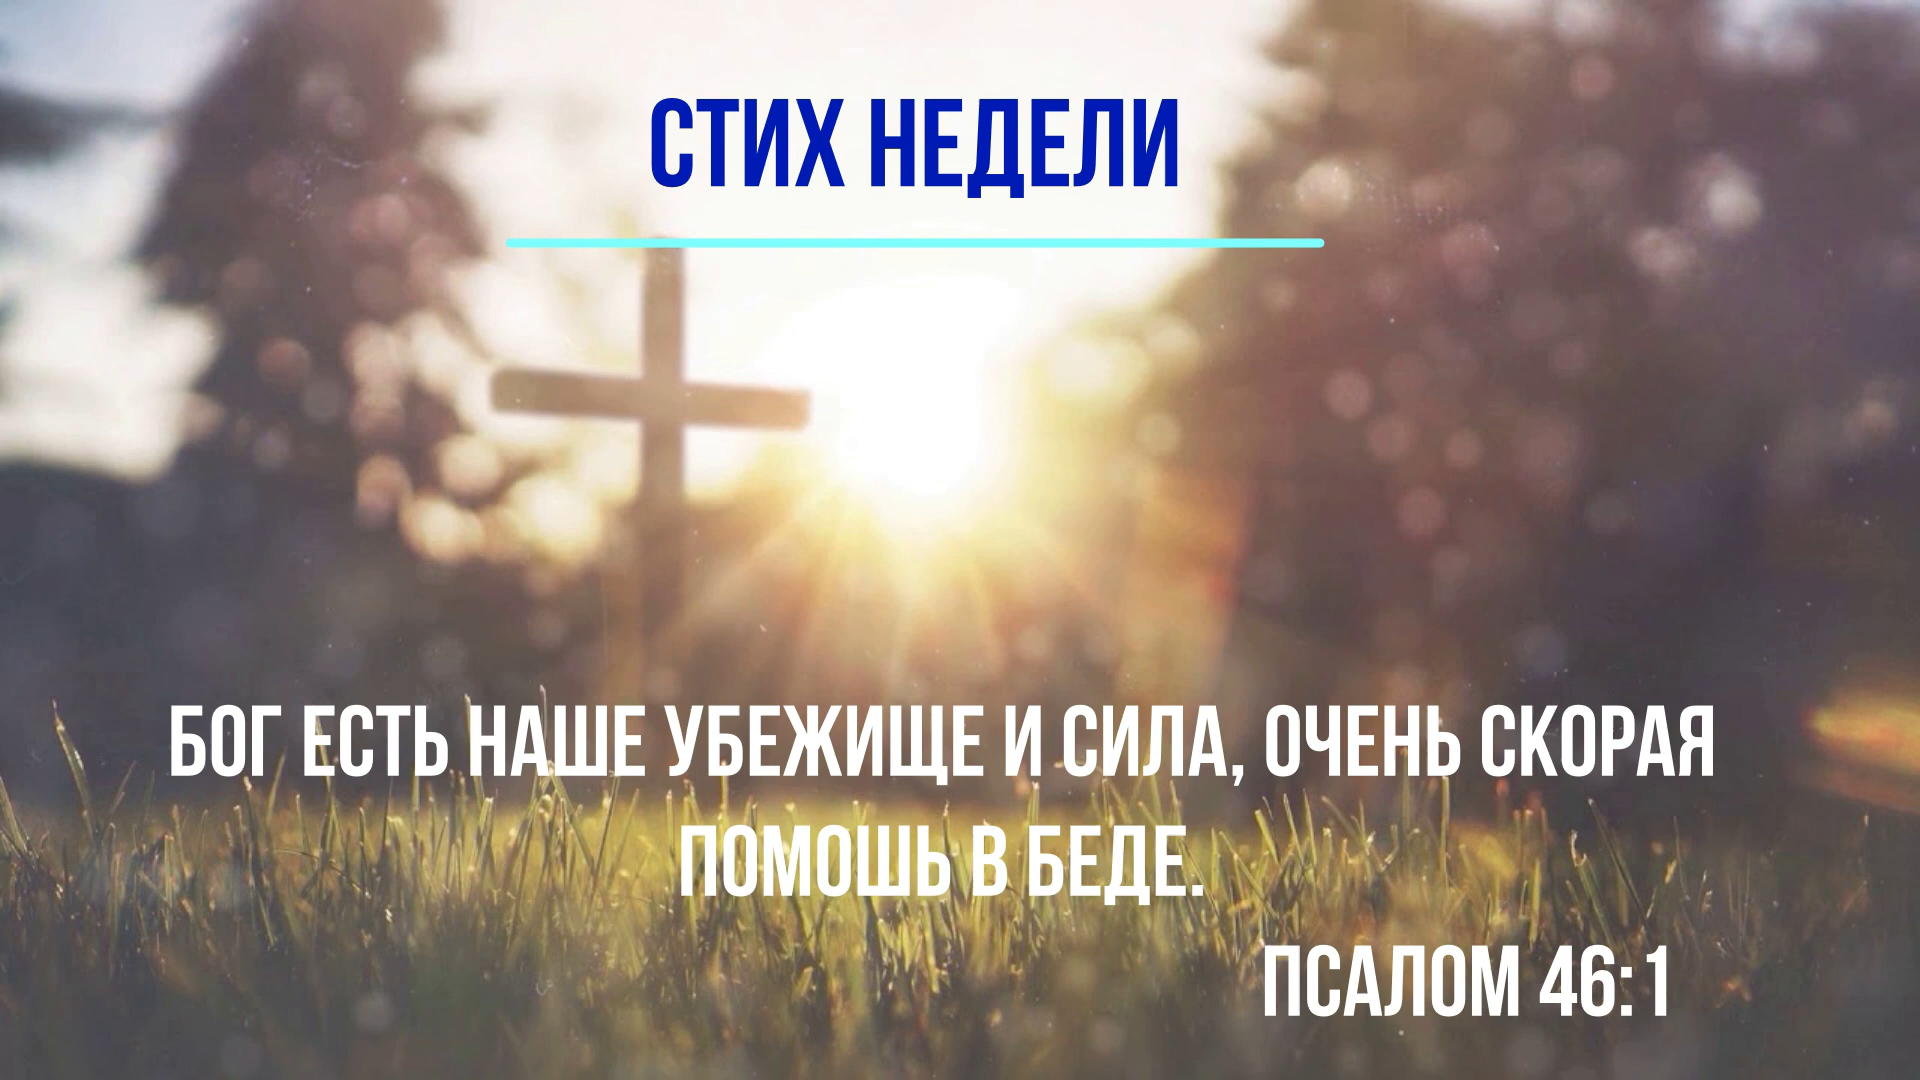 СТИХ НЕДЕЛИ
БОГ ЕСТЬ НАШЕ УБЕЖИЩЕ И СИЛА, ОЧЕНЬ СКОРАЯ
ПОМОШЬ В БЕДЕ.
ПСАЛОМ 46:1